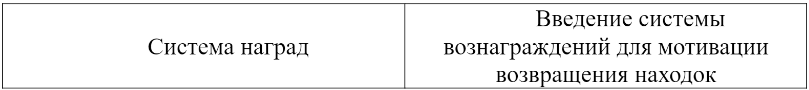 Система наград
Введение системы
вознаграждений для мотивации
возвращения находок